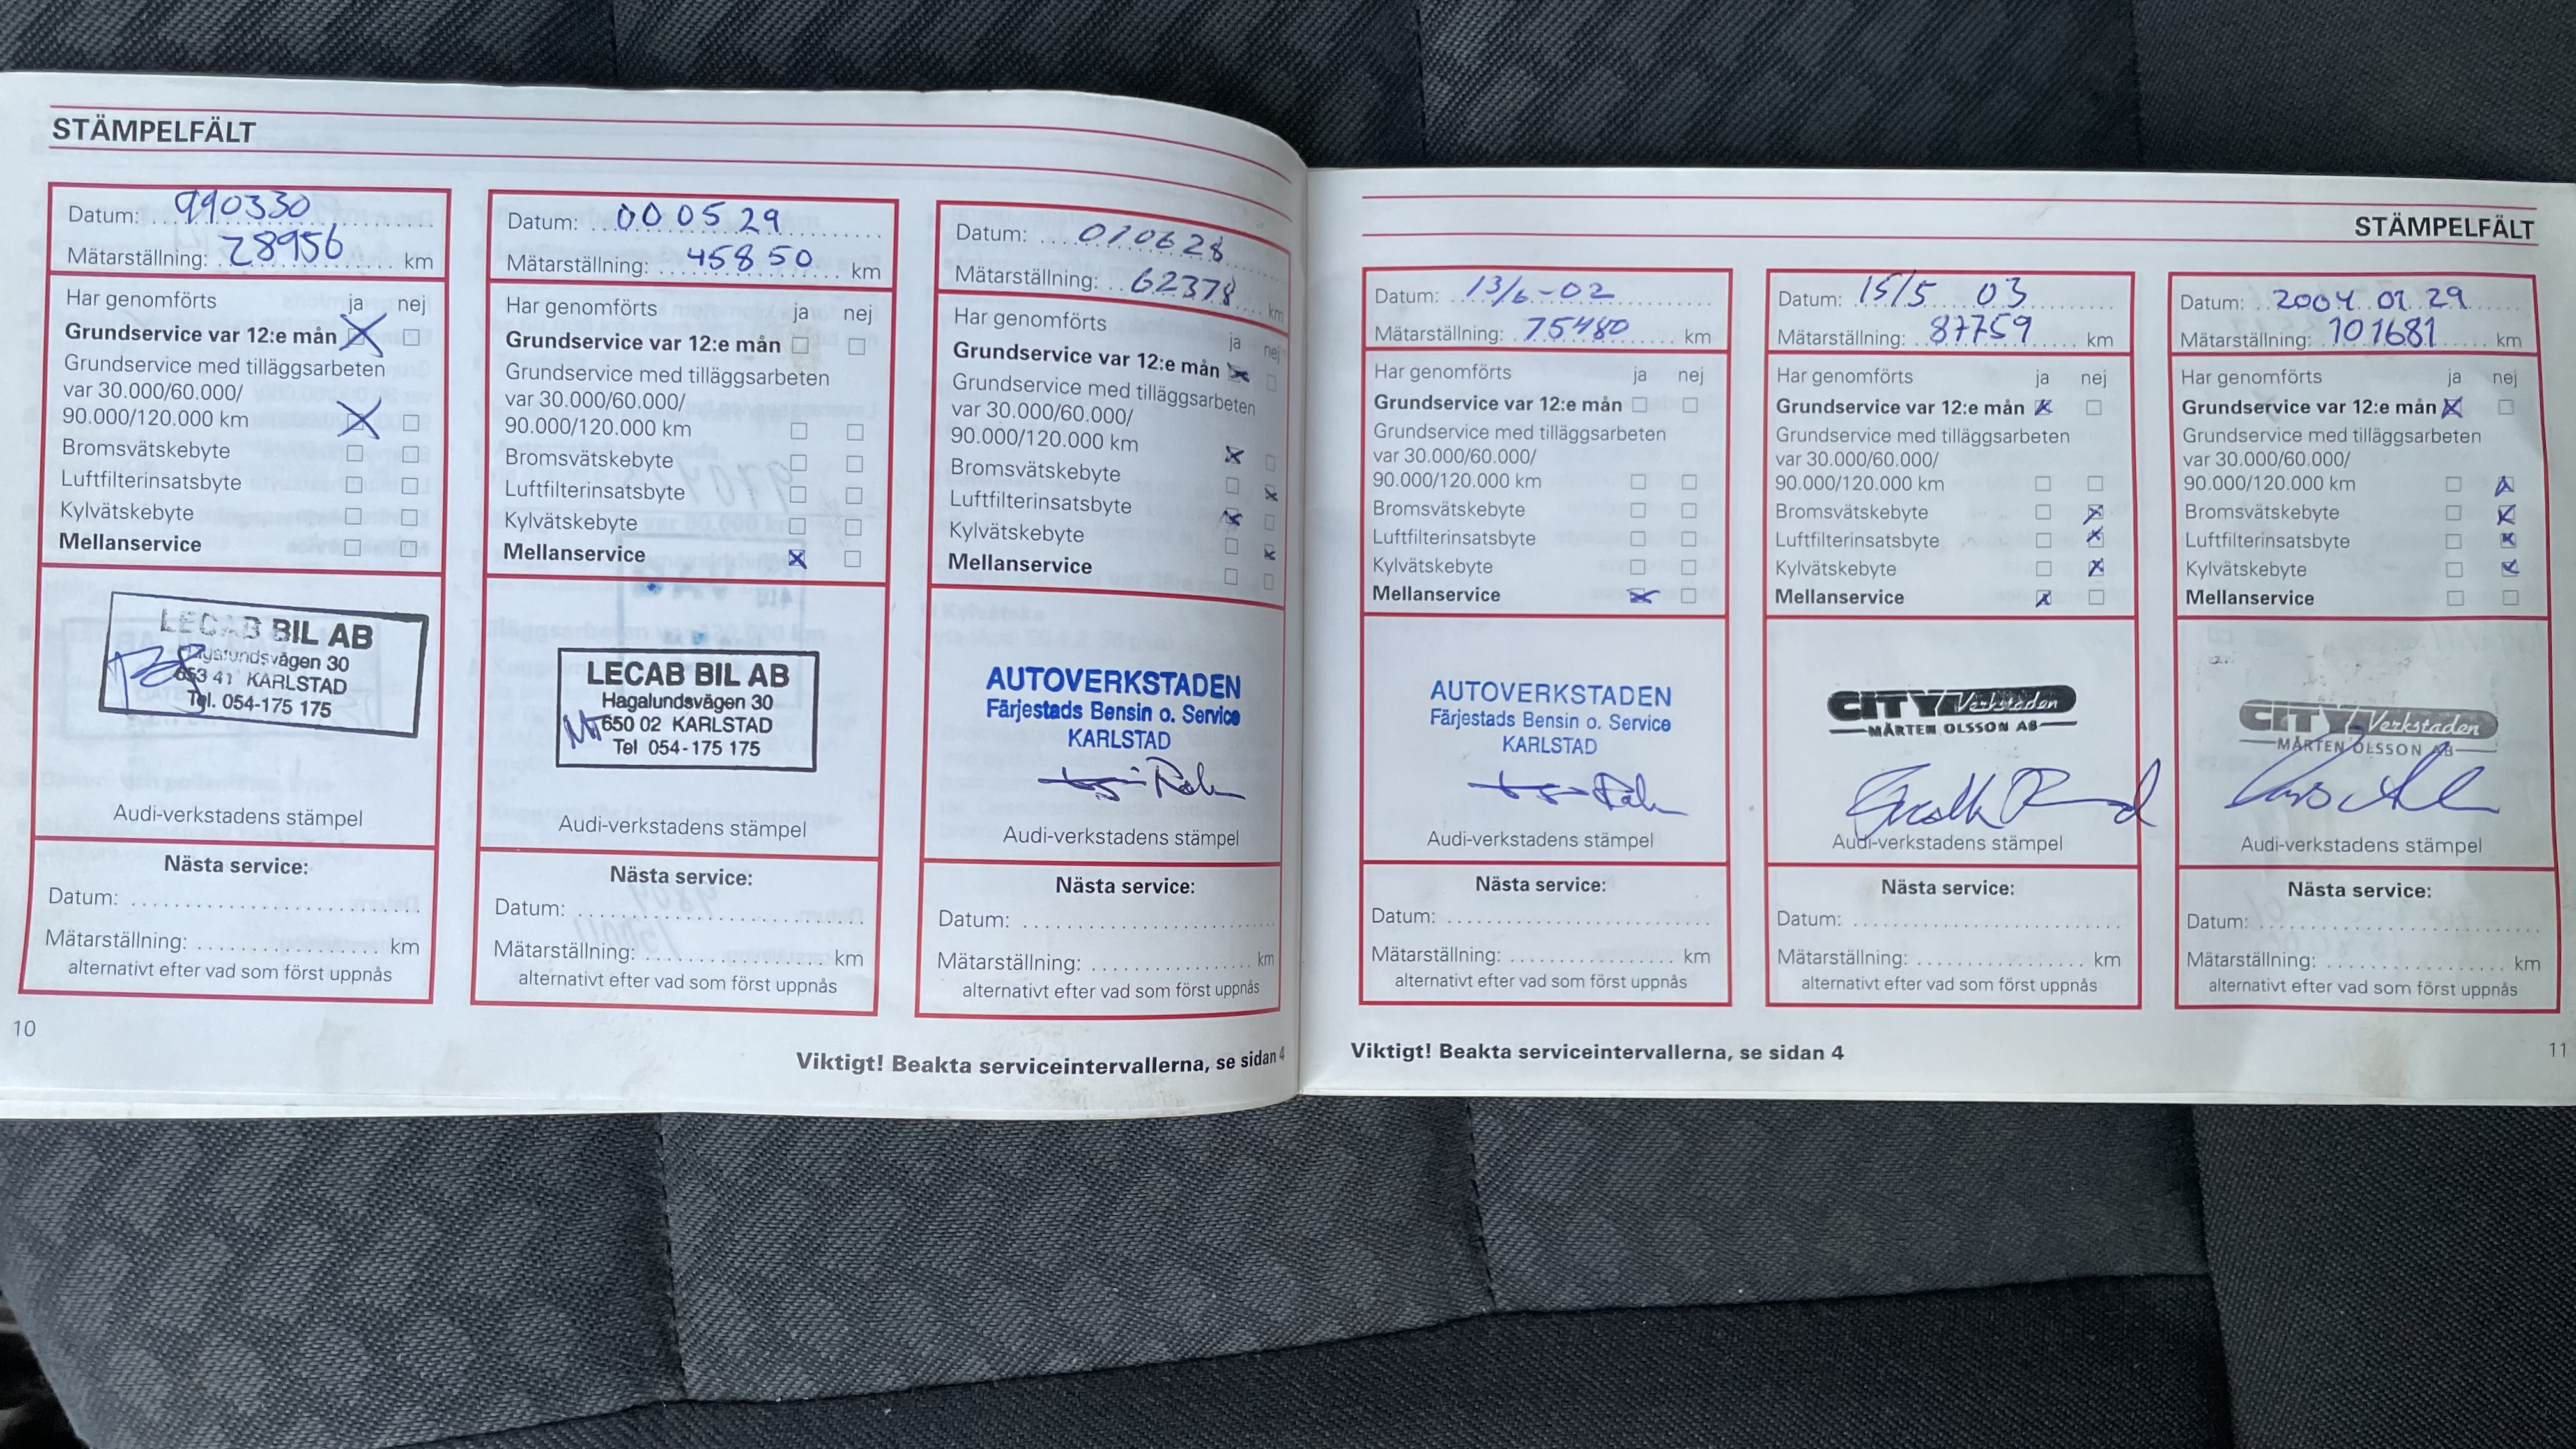 STÄMPELFÄLT
Datum: 990330
Mätarställning: 28956 km
Har genomförts ja nej
Grundservice var 12:e mån
Grundservice med tilläggsarbeten
var 30.000/60.000/
90.000/120.000 km
Bromsvätskebyte
Luftfilterinsatsbyte
Kylvätskebyte
Mellanservice
LECAB BIL AB
Hagalundsvägen 30
653 41 KARLSTAD
Tel. 054-175 175
Audi-verkstadens stämpel
Nästa service:
Datum:
Mätarställning: km
alternativt efter vad som först uppnås
Datum: 00 05 29
Mätarställning: 45850 km
Har genomförts ja nej
Grundservice var 12:e mån
Grundservice med tilläggsarbeten
var 30.000/60.000/
90.000/120.000 km
Bromsvätskebyte
Luftfilterinsatsbyte
Kylvätskebyte
Mellanservice
LECAB BIL AB
Hagalundsvägen 30
650 02 KARLSTAD
Tel 054-175 175
Audi-verkstadens stämpel
Nästa service:
Datum:
Mätarställning: km
alternativt efter vad som först uppnås
Datum: 010628
Mätarställning: 62378 km
Har genomförts ja nej
Grundservice var 12:e mån
Grundservice med tilläggsarbeten
var 30.000/60.000/
90.000/120.000 km
Bromsvätskebyte
Luftfilterinsatsbyte
Kylvätskebyte
Mellanservice
AUTOVERKSTADEN
Färjestads Bensin o. Service
KARLSTAD
Audi-verkstadens stämpel
Nästa service:
Datum:
Mätarställning: km
alternativt efter vad som först uppnås
10
Viktigt! Beakta serviceintervallerna, se sidan 4
STÄMPELFÄLT
Datum: 13/6-02
Mätarställning: 75480 km
Har genomförts ja nej
Grundservice var 12:e mån
Grundservice med tilläggsarbeten
var 30.000/60.000/
90.000/120.000 km
Bromsvätskebyte
Luftfilterinsatsbyte
Kylvätskebyte
Mellanservice
AUTOVERKSTADEN
Färjestads Bensin o. Service
KARLSTAD
Audi-verkstadens stämpel
Nästa service:
Datum:
Mätarställning: km
alternativt efter vad som först uppnås
Datum: 15/5 03
Mätarställning: 87759 km
Har genomförts ja nej
Grundservice var 12:e mån
Grundservice med tilläggsarbeten
var 30.000/60.000/
90.000/120.000 km
Bromsvätskebyte
Luftfilterinsatsbyte
Kylvätskebyte
Mellanservice
CITY Verkstaden
MÅRTEN OLSSON AB
Audi-verkstadens stämpel
Nästa service:
Datum:
Mätarställning: km
alternativt efter vad som först uppnås
Datum: 2004 01 29
Mätarställning: 101681 km
Har genomförts ja nej
Grundservice var 12:e mån
Grundservice med tilläggsarbeten
var 30.000/60.000/
90.000/120.000 km
Bromsvätskebyte
Luftfilterinsatsbyte
Kylvätskebyte
Mellanservice
CITY Verkstaden
MÅRTEN OLSSON AB
Audi-verkstadens stämpel
Nästa service:
Datum:
Mätarställning: km
alternativt efter vad som först uppnås
Viktigt! Beakta serviceintervallerna, se sidan 4
11